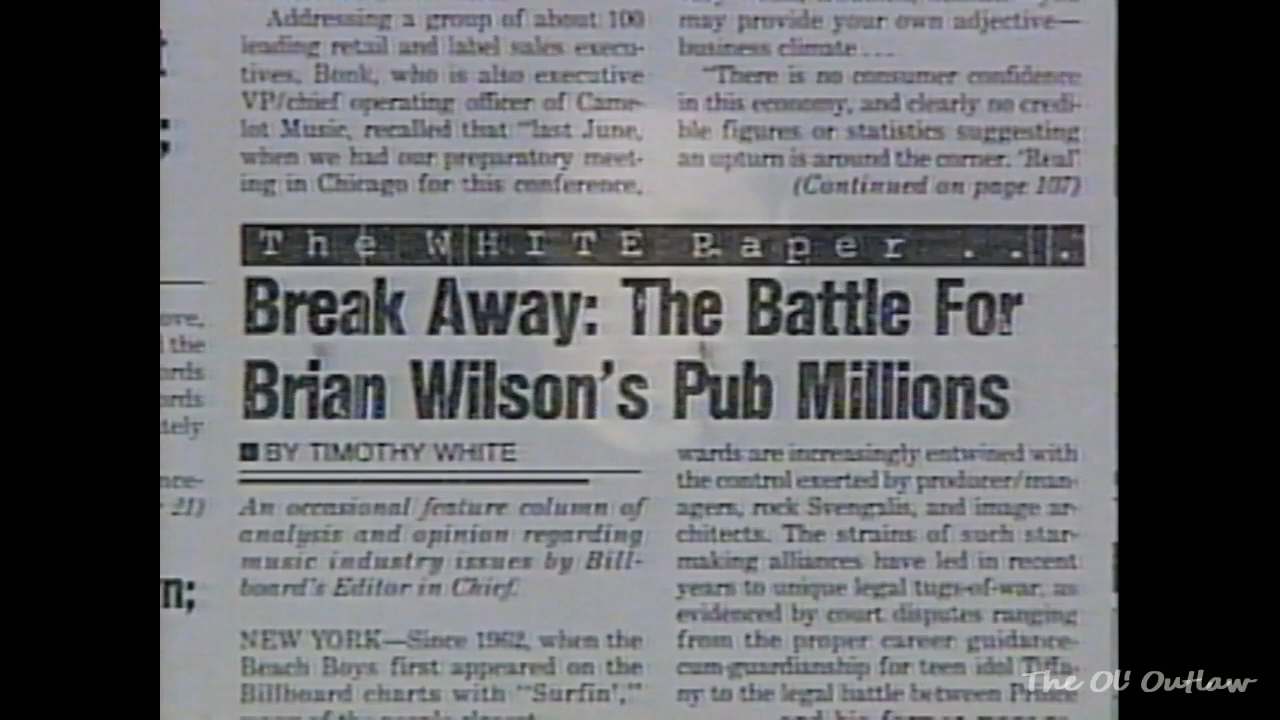 Addressing a group of about 100
leading retail and label sales execu-
tives, Bonk, who is also executive
VP/chief operating officer of Came-
lot Music, recalled that "last June,
when we had our preparatory meet-
ing in Chicago for this conference,
may provide your own adjective—
business climate ...
"There is no consumer confidence
in this economy, and clearly no credi-
ble figures or statistics suggesting
an upturn is around the corner. 'Real'
(Continued on page 107)
ove,
the
ords
ords
tely
nce-
21)
n;
The WHITE Paper ...
Break Away: The Battle For
Brian Wilson's Pub Millions
BY TIMOTHY WHITE
An occasional feature column of
analysis and opinion regarding
music industry issues by Bill-
board's Editor in Chief.
NEW YORK—Since 1962, when the
Beach Boys first appeared on the
Billboard charts with "Surfin',"
wards are increasingly entwined with
the control exerted by producer/man-
agers, rock Svengalis, and image ar-
chitects. The strains of such star-
making alliances have led in recent
years to unique legal tugs-of-war, as
evidenced by court disputes ranging
from the proper career guidance-
cum-guardianship for teen idol Tiffa-
ny to the legal battle between Prince
The Ol' Outlaw